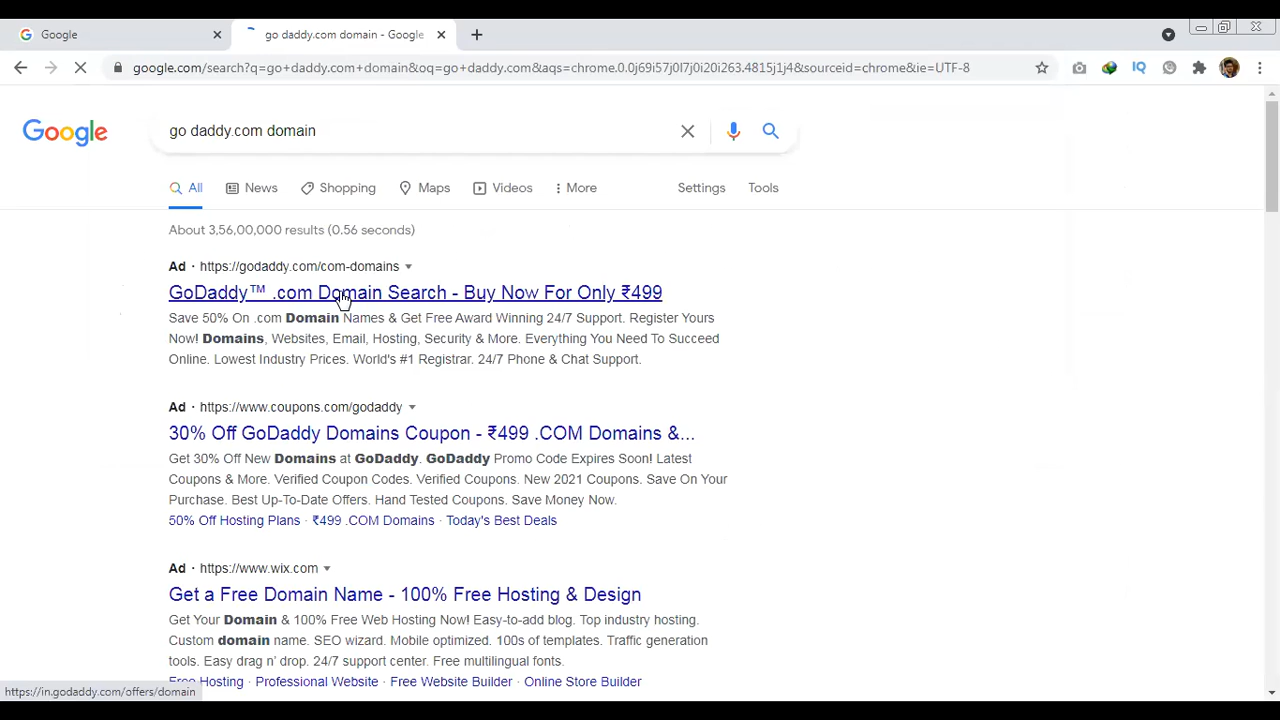 Google
go daddy.com domain - Google
google.com/search?q=go+daddy.com+domain&oq=go+daddy.com&aqs=chrome.0.0j69i57j0l7j0i20i263.4815j1j4&sourceid=chrome&ie=UTF-8
IQ
Google
go daddy.com domain
All
News
Shopping
Maps
Videos
More
Settings
Tools
About 3,56,00,000 results (0.56 seconds)
Ad · https://godaddy.com/com-domains
GoDaddy™ .com Domain Search - Buy Now For Only ₹499
Save 50% On .com Domain Names & Get Free Award Winning 24/7 Support. Register Yours
Now! Domains, Websites, Email, Hosting, Security & More. Everything You Need To Succeed
Online. Lowest Industry Prices. World's #1 Registrar. 24/7 Phone & Chat Support.
Ad · https://www.coupons.com/godaddy
30% Off GoDaddy Domains Coupon - ₹499 .COM Domains &...
Get 30% Off New Domains at GoDaddy. GoDaddy Promo Code Expires Soon! Latest
Coupons & More. Verified Coupon Codes. Verified Coupons. New 2021 Coupons. Save On Your
Purchase. Best Up-To-Date Offers. Hand Tested Coupons. Save Money Now.
50% Off Hosting Plans · ₹499 .COM Domains · Today's Best Deals
Ad · https://www.wix.com
Get a Free Domain Name - 100% Free Hosting & Design
Get Your Domain & 100% Free Web Hosting Now! Easy-to-add blog. Top industry hosting.
Custom domain name. SEO wizard. Mobile optimized. 100s of templates. Traffic generation
tools. Easy drag n' drop. 24/7 support center. Free multilingual fonts.
Free Hosting · Professional Website · Free Website Builder · Online Store Builder
https://in.godaddy.com/offers/domain